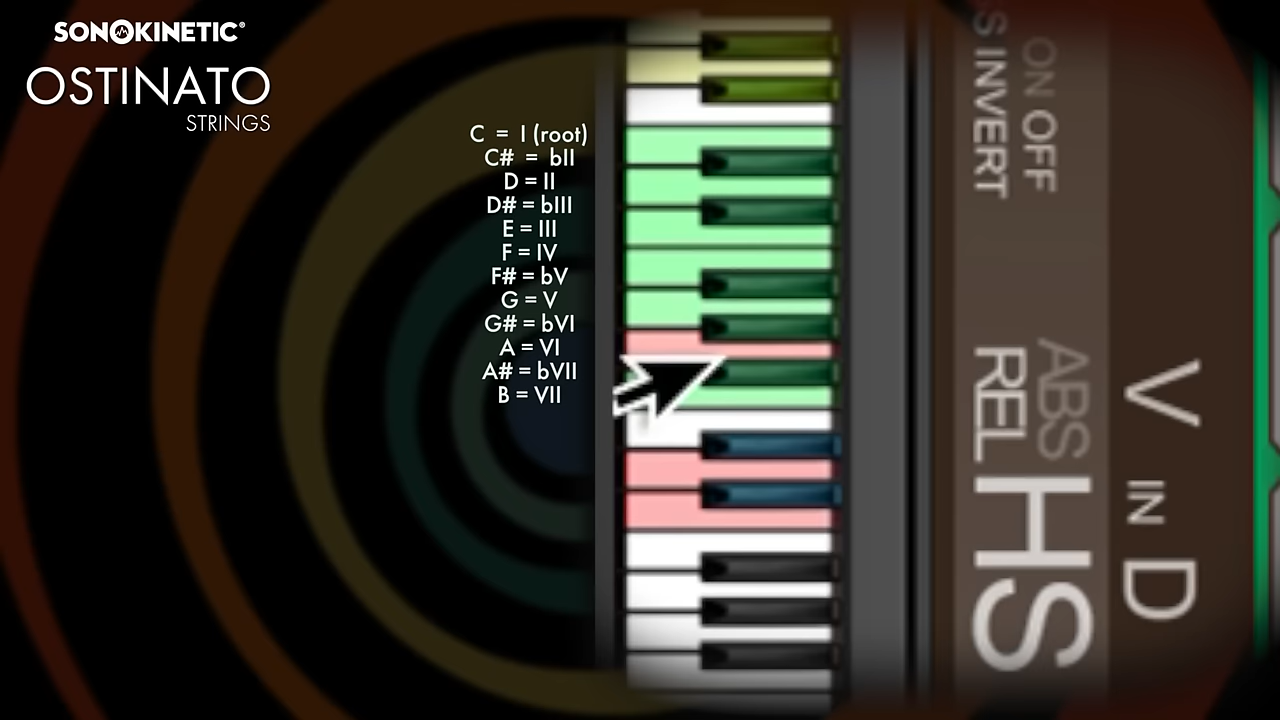 SONOKINETIC®
OSTINATO
STRINGS
C = I (root)
C# = bII
D = II
D# = bIII
E = III
F = IV
F# = bV
G = V
G# = bVI
A = VI
A# = bVII
B = VII
ON OFF
S INVERT
ABS
REL
HS
V IN D